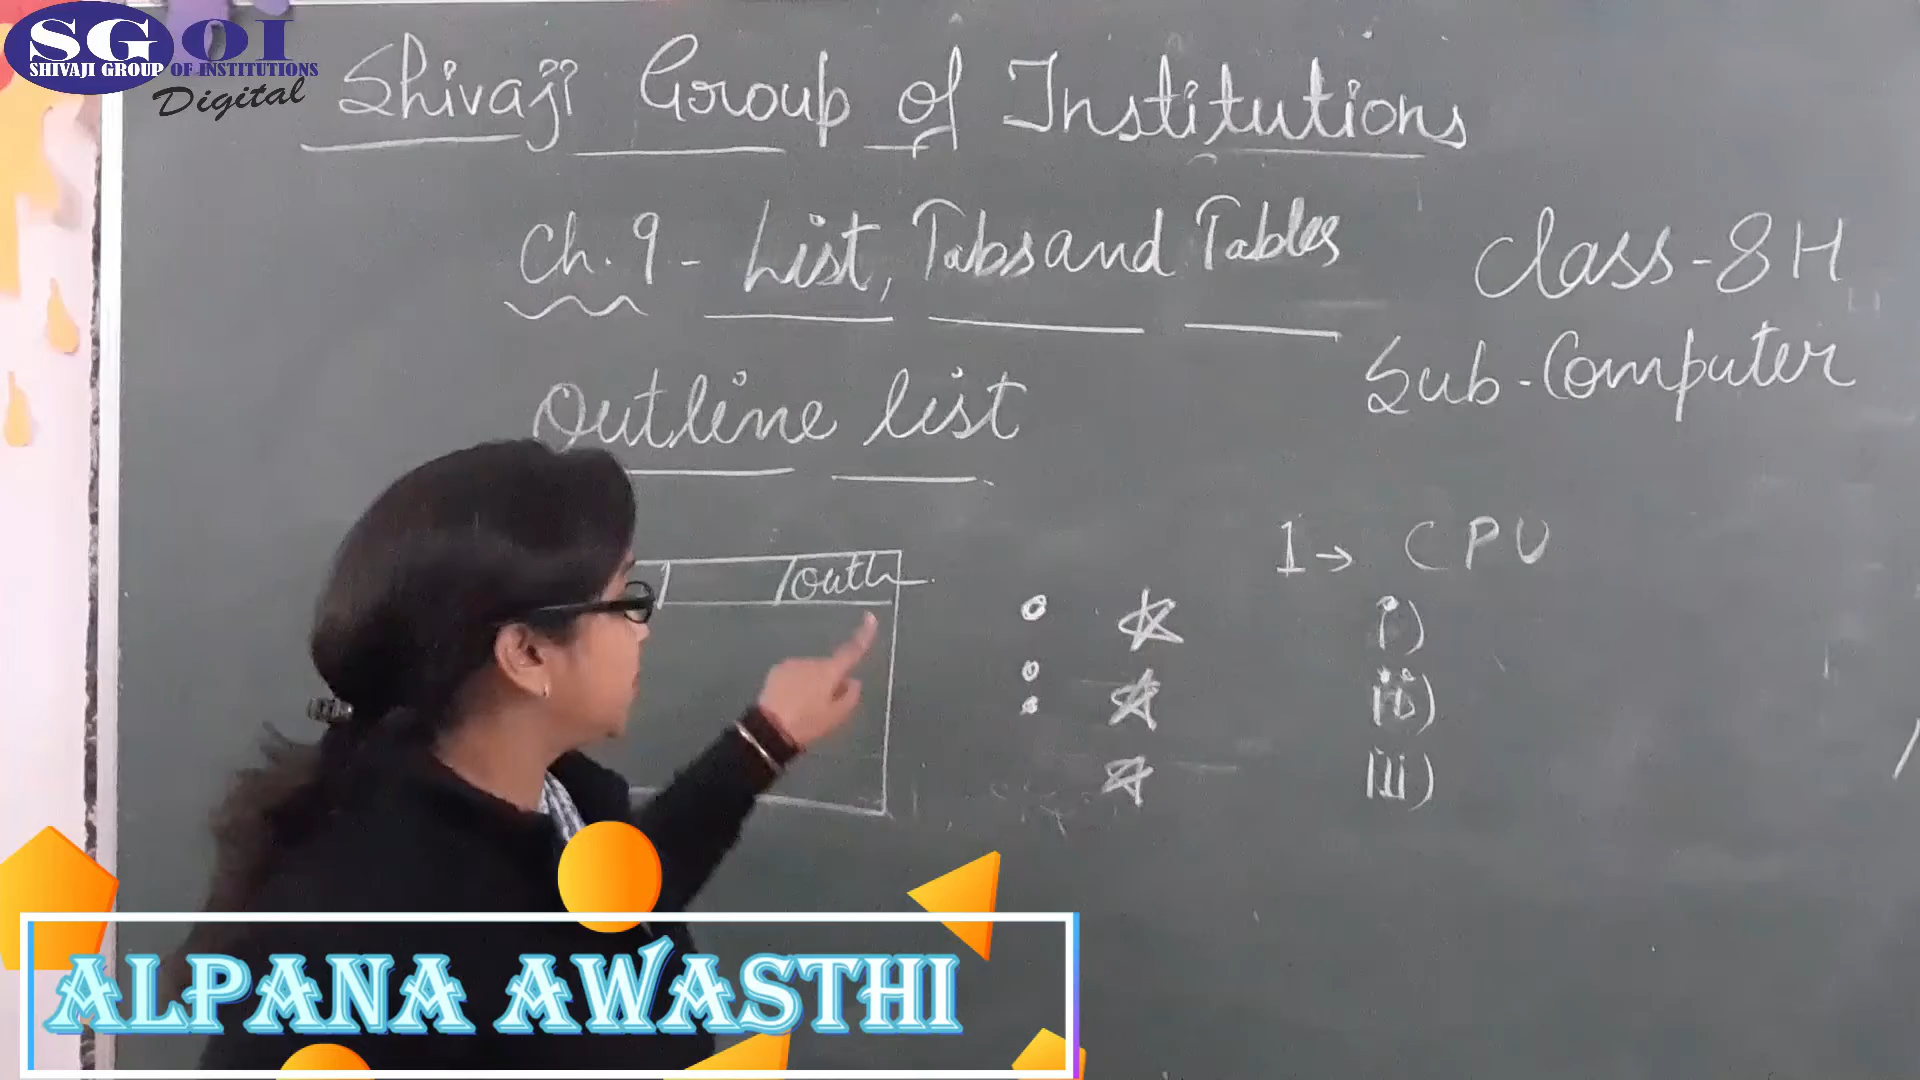 SGOI
SHIVAJI GROUP OF INSTITUTIONS
Digital
Shivaji Group of Institutions
Ch. 9 - List, Tabs and Tables
Class - 8 H
Sub - Computer
Outline list
1 → CPU
i)
ii)
iii)
ALPANA AWASTHI